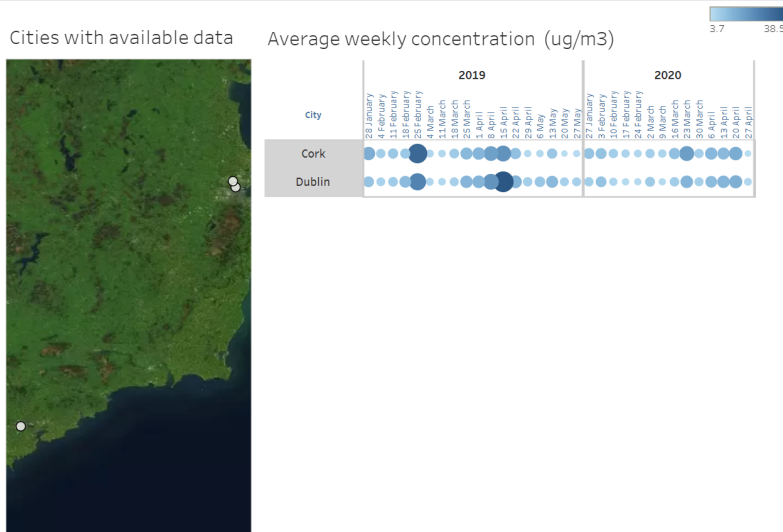 3.7 38.5
Cities with available data
Average weekly concentration (ug/m3)
2019 2020
City
28 January
4 February
11 February
18 February
25 February
4 March
11 March
18 March
25 March
1 April
8 April
15 April
22 April
29 April
6 May
13 May
20 May
27 May
27 January
3 February
10 February
17 February
24 February
2 March
9 March
16 March
23 March
30 March
6 April
13 April
20 April
27 April
Cork
Dublin